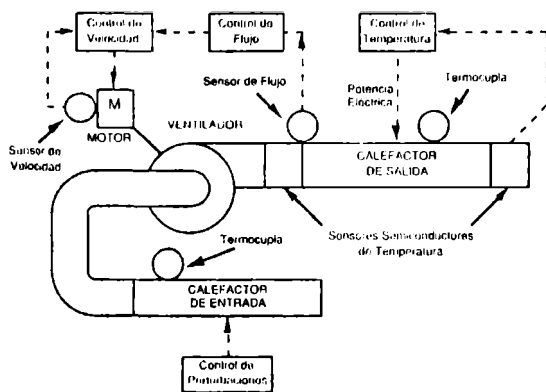 Control de
Velocidad
Control de
Flujo
Control de
Temperatura
Sensor de Flujo
Potencia
Eléctrica
Termocupla
M
MOTOR
VENTILADOR
Sensor de
Velocidad
CALEFACTOR
DE SALIDA
Sensores Semiconductores
de Temperatura
Termocupla
CALEFACTOR
DE ENTRADA
Control de
Perturbaciones